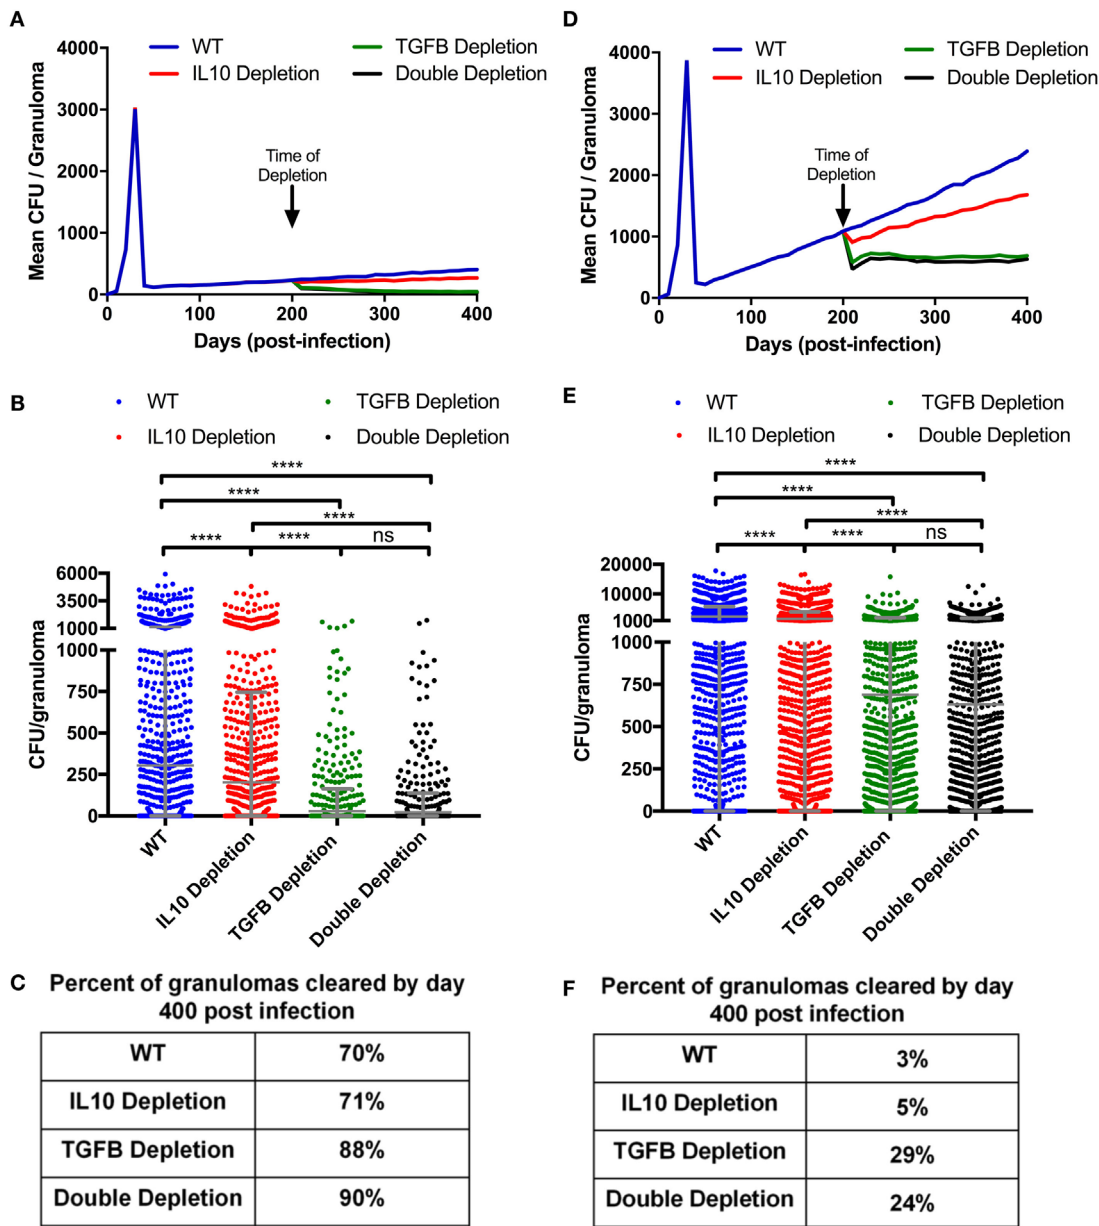 A
WT
TGFB Depletion
IL10 Depletion
Double Depletion
Mean CFU / Granuloma
4000
3000
2000
1000
0
Time of
Depletion
0 100 200 300 400
Days (post-infection)
B
WT
TGFB Depletion
IL10 Depletion
Double Depletion
****
****
****
**** **** ns
CFU/granuloma
6000
3500
1000
1000
750
500
250
0
WT
IL10 Depletion
TGFB Depletion
Double Depletion
C
Percent of granulomas cleared by day
400 post infection
WT 70%
IL10 Depletion 71%
TGFB Depletion 88%
Double Depletion 90%
D
WT
TGFB Depletion
IL10 Depletion
Double Depletion
Mean CFU / Granuloma
4000
3000
2000
1000
0
Time of
Depletion
0 100 200 300 400
Days (post-infection)
E
WT
TGFB Depletion
IL10 Depletion
Double Depletion
****
****
****
**** **** ns
CFU/granuloma
20000
10000
1000
1000
750
500
250
0
WT
IL10 Depletion
TGFB Depletion
Double Depletion
F
Percent of granulomas cleared by day
400 post infection
WT 3%
IL10 Depletion 5%
TGFB Depletion 29%
Double Depletion 24%